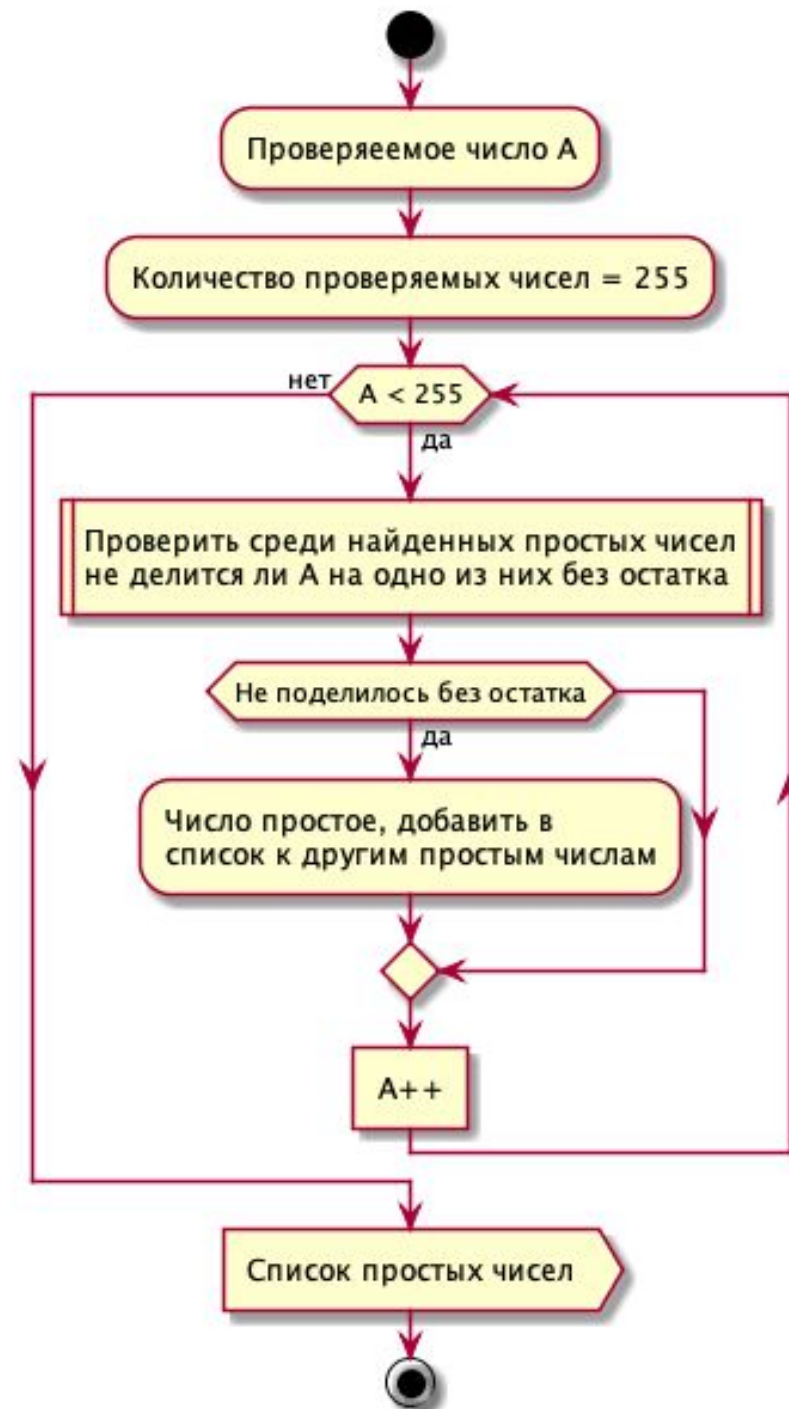 Проверяеемое число А
Количество проверяемых чисел = 255
нет
А < 255
да
Проверить среди найденных простых чисел
не делится ли А на одно из них без остатка
Не поделилось без остатка
да
Число простое, добавить в
список к другим простым числам
А++
Список простых чисел